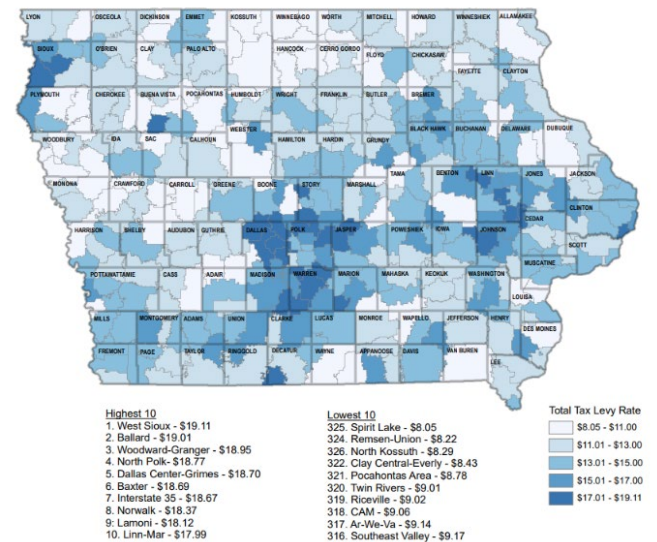 LYON OSCEOLA DICKINSON EMMET KOSSUTH WINNEBAGO WORTH MITCHELL HOWARD WINNESHIEK ALLAMAKEE
SIOUX O'BRIEN CLAY PALO ALTO HANCOCK CERRO GORDO FLOYD CHICKASAW
FAYETTE CLAYTON
PLYMOUTH CHEROKEE BUENA VISTA POCAHONTAS HUMBOLDT WRIGHT FRANKLIN BUTLER BREMER
WEBSTER BLACK HAWK BUCHANAN DELAWARE DUBUQUE
WOODBURY IDA SAC CALHOUN HAMILTON HARDIN GRUNDY
TAMA BENTON LINN JONES JACKSON
MONONA CRAWFORD CARROLL GREENE BOONE STORY MARSHALL
CLINTON
CEDAR
HARRISON SHELBY AUDUBON GUTHRIE DALLAS POLK JASPER POWESHIEK IOWA JOHNSON
SCOTT
MUSCATINE
POTTAWATTAMIE CASS ADAIR MADISON WARREN MARION MAHASKA KEOKUK WASHINGTON
LOUISA
MILLS MONTGOMERY ADAMS UNION CLARKE LUCAS MONROE WAPELLO JEFFERSON HENRY
DES MOINES
FREMONT PAGE TAYLOR RINGGOLD DECATUR WAYNE APPANOOSE DAVIS VAN BUREN
LEE
Highest 10
1. West Sioux - $19.11
2. Ballard - $19.01
3. Woodward-Granger - $18.95
4. North Polk- $18.77
5. Dallas Center-Grimes - $18.70
6. Baxter - $18.69
7. Interstate 35 - $18.67
8. Norwalk - $18.37
9. Lamoni - $18.12
10. Linn-Mar - $17.99
Lowest 10
325. Spirit Lake - $8.05
324. Remsen-Union - $8.22
326. North Kossuth - $8.29
322. Clay Central-Everly - $8.43
321. Pocahontas Area - $8.78
320. Twin Rivers - $9.01
319. Riceville - $9.02
318. CAM - $9.06
317. Ar-We-Va - $9.14
316. Southeast Valley - $9.17
Total Tax Levy Rate
$8.05 - $11.00
$11.01 - $13.00
$13.01 - $15.00
$15.01 - $17.00
$17.01 - $19.11